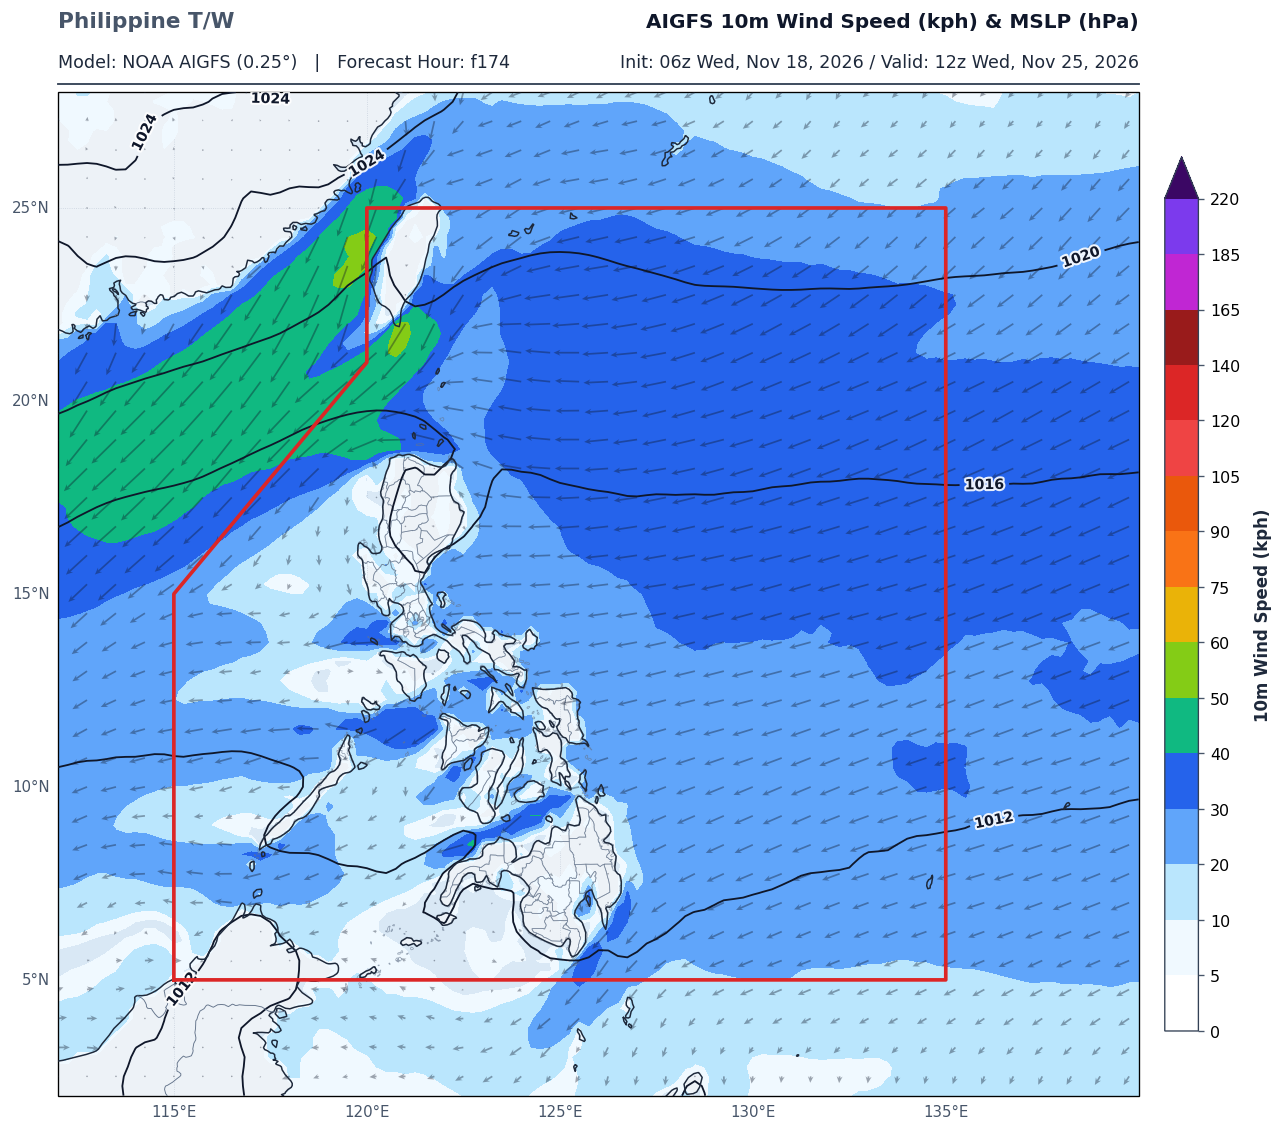 Philippine T/W
AIGFS 10m Wind Speed (kph) & MSLP (hPa)
Model: NOAA AIGFS (0.25°) | Forecast Hour: f174
Init: 06z Wed, Nov 18, 2026 / Valid: 12z Wed, Nov 25, 2026
1024
1024
1024
1020
1016
1012
1012
25°N
20°N
15°N
10°N
5°N
115°E
120°E
125°E
130°E
135°E
220
185
165
140
120
105
90
75
60
50
40
30
20
10
5
0
10m Wind Speed (kph)